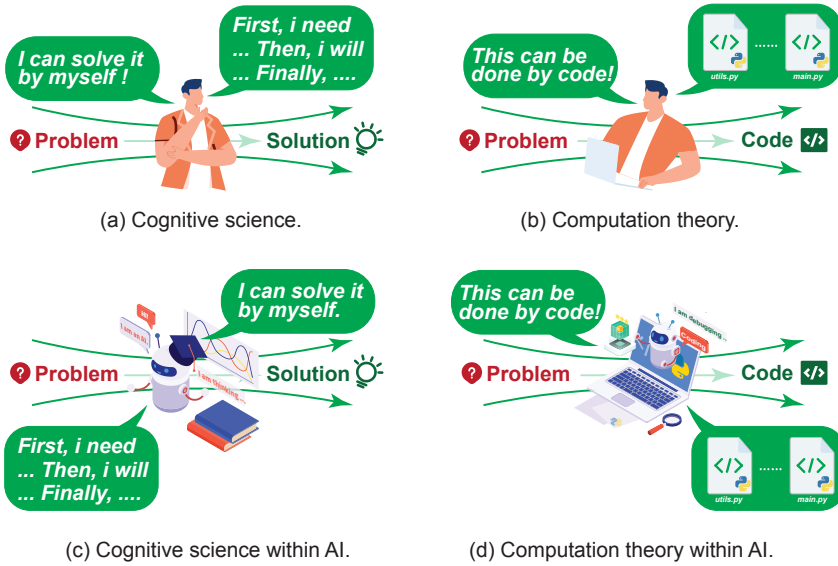 I can solve it
by myself !
First, i need
... Then, i will
... Finally, ....
Problem
Solution
(a) Cognitive science.
This can be
done by code!
</>
......
</>
utils.py
main.py
Problem
Code </>
(b) Computation theory.
I can solve it
by myself.
Hi!
I am an AI..
I am thinking...
Problem
Solution
First, i need
... Then, i will
... Finally, ....
(c) Cognitive science within AI.
This can be
done by code!
I am debugging...
Coding
Problem
Code </>
</>
......
</>
utils.py
main.py
(d) Computation theory within AI.